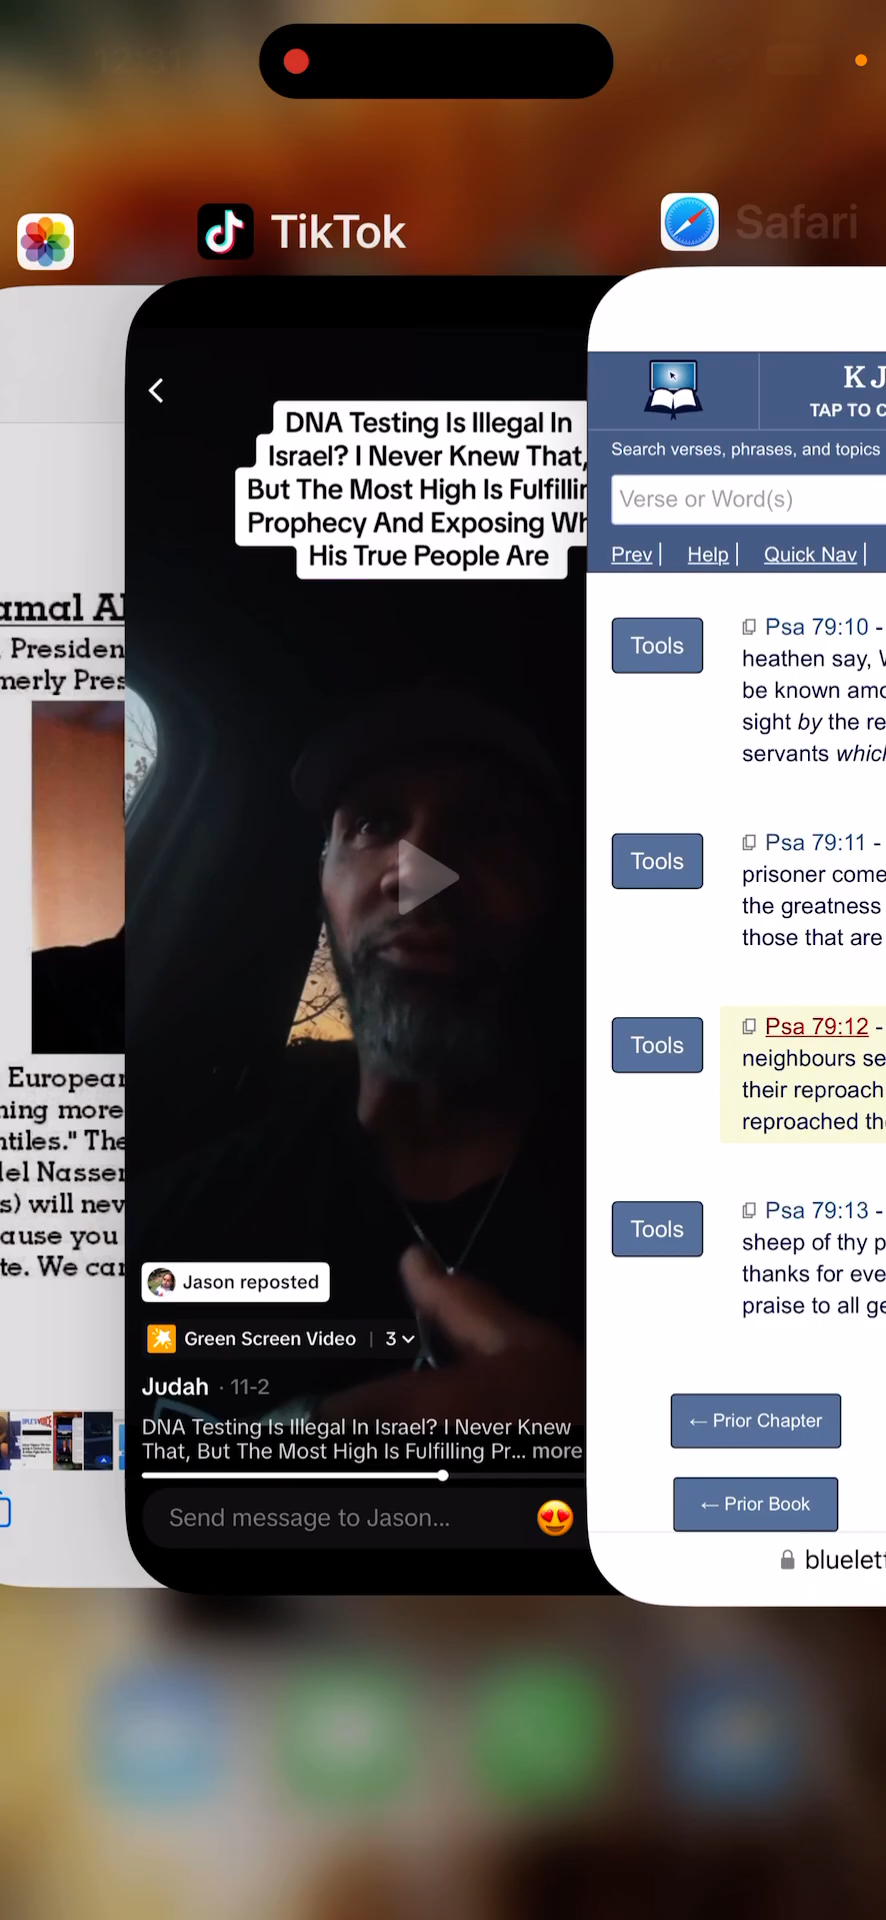 12:31
TikTok
Safari
amal Al
, Presiden
merly Pres
European
ning more
ntiles." The
lel Nasser
s) will nev
ause you
te. We can
DNA Testing Is Illegal In
Israel? I Never Knew That,
But The Most High Is Fulfillin
Prophecy And Exposing Wh
His True People Are
Jason reposted
Green Screen Video | 3
Judah · 11-2
DNA Testing Is Illegal In Israel? I Never Knew
That, But The Most High Is Fulfilling Pr... more
Send message to Jason...
KJ
TAP TO C
Search verses, phrases, and topics
Verse or Word(s)
Prev | Help | Quick Nav |
Tools
Psa 79:10 -
heathen say, W
be known amo
sight by the re
servants which
Tools
Psa 79:11 -
prisoner come
the greatness
those that are
Tools
Psa 79:12 -
neighbours se
their reproach
reproached the
Tools
Psa 79:13 -
sheep of thy p
thanks for eve
praise to all ge
← Prior Chapter
← Prior Book
bluelett